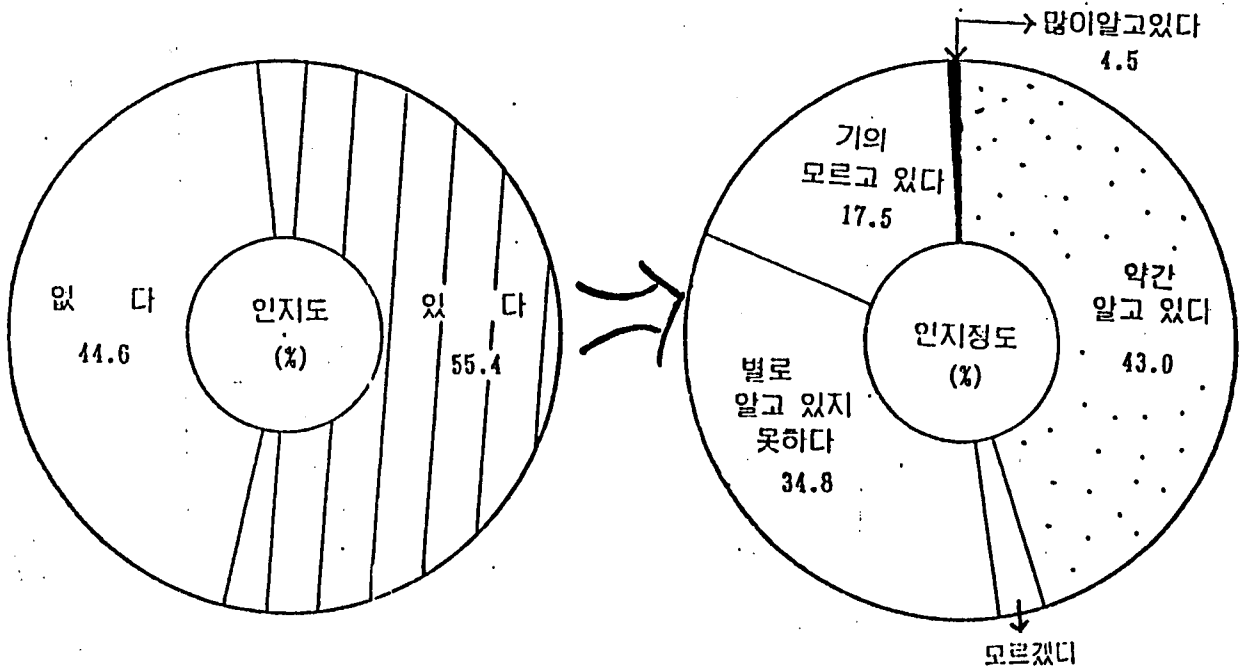 없 다
44.6
인지도
(%)
있 다
55.4
많이알고있다
4.5
기의
모르고 있다
17.5
약간
알고 있다
43.0
인지정도
(%)
별로
알고 있지
못하다
34.8
모르겠다